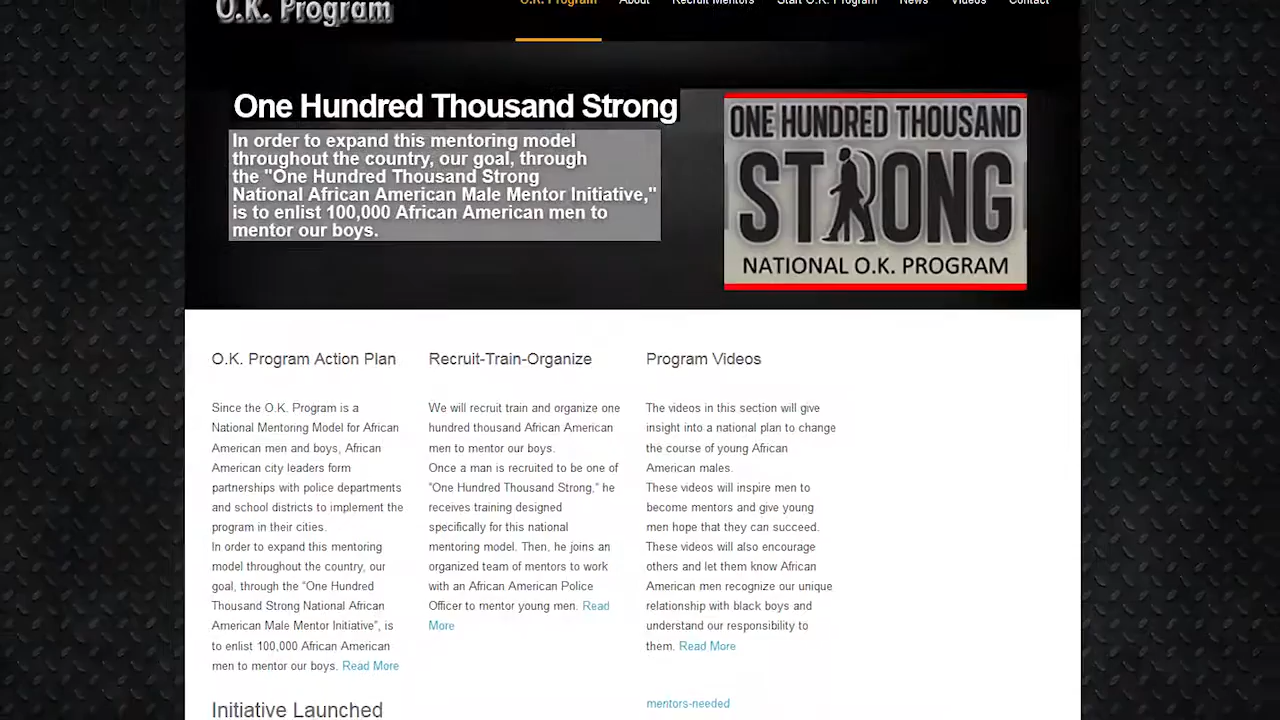 O.K. Program
O.K. Program About Recruit Mentors Start O.K. Program News Videos Contact
One Hundred Thousand Strong
In order to expand this mentoring model
throughout the country, our goal, through
the "One Hundred Thousand Strong
National African American Male Mentor Initiative,"
is to enlist 100,000 African American men to
mentor our boys.
ONE HUNDRED THOUSAND
STRONG
NATIONAL O.K. PROGRAM
O.K. Program Action Plan
Since the O.K. Program is a
National Mentoring Model for African
American men and boys, African
American city leaders form
partnerships with police departments
and school districts to implement the
program in their cities.
In order to expand this mentoring
model throughout the country, our
goal, through the “One Hundred
Thousand Strong National African
American Male Mentor Initiative”, is
to enlist 100,000 African American
men to mentor our boys. Read More
Recruit-Train-Organize
We will recruit train and organize one
hundred thousand African American
men to mentor our boys.
Once a man is recruited to be one of
"One Hundred Thousand Strong," he
receives training designed
specifically for this national
mentoring model. Then, he joins an
organized team of mentors to work
with an African American Police
Officer to mentor young men. Read
More
Program Videos
The videos in this section will give
insight into a national plan to change
the course of young African
American males.
These videos will inspire men to
become mentors and give young
men hope that they can succeed.
These videos will also encourage
others and let them know African
American men recognize our unique
relationship with black boys and
understand our responsibility to
them. Read More
Initiative Launched
mentors-needed